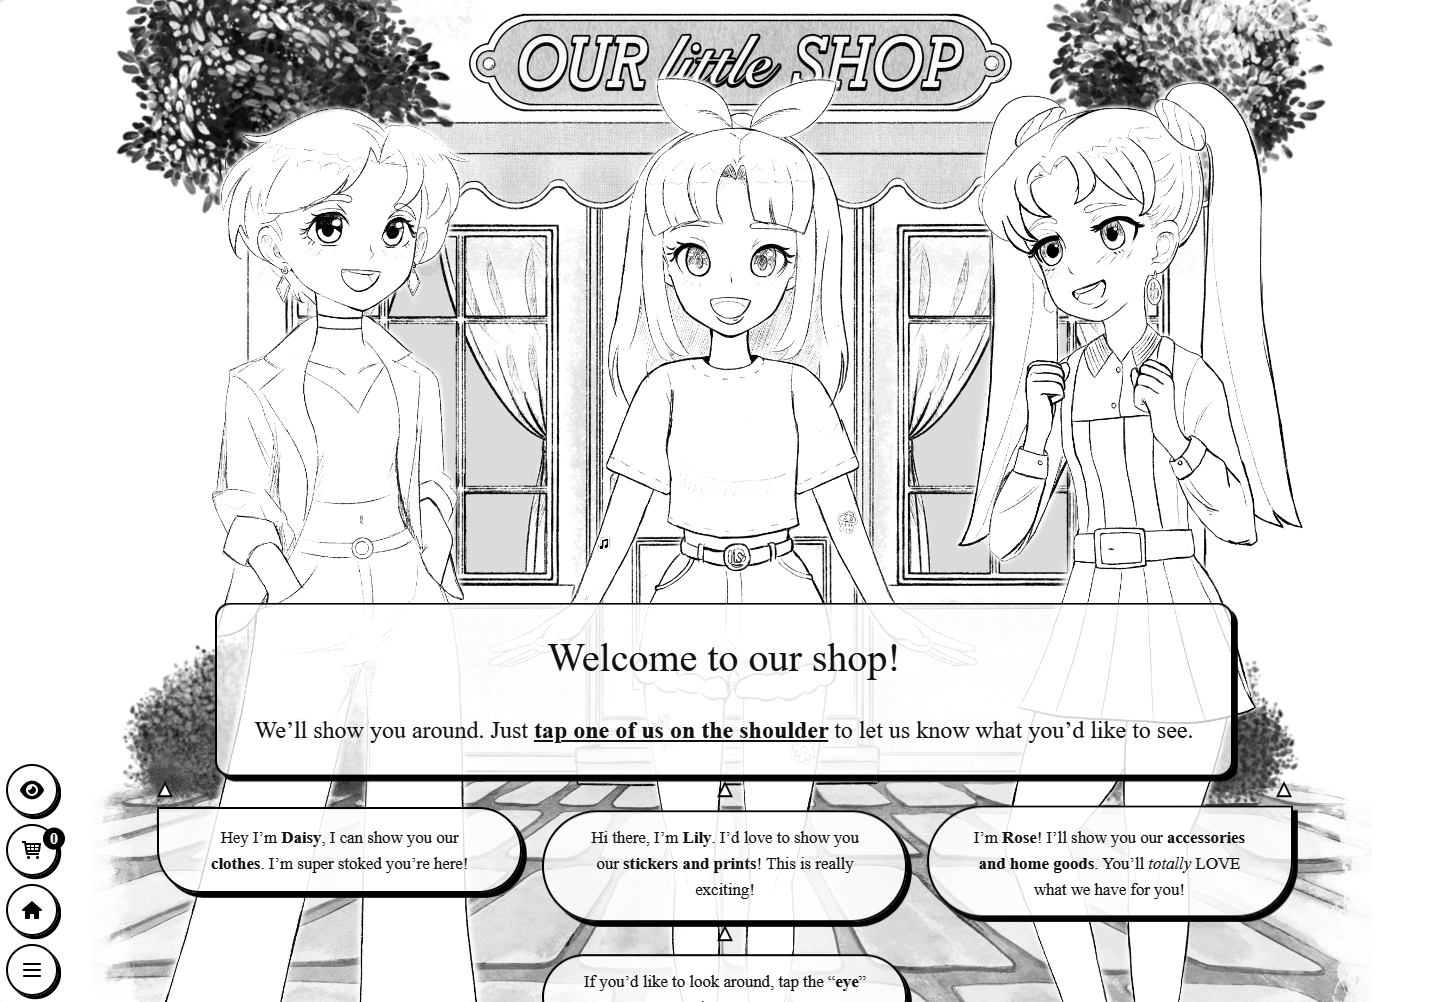 OUR little SHOP
Welcome to our shop!
We’ll show you around. Just tap one of us on the shoulder to let us know what you’d like to see.
0
Hey I’m Daisy, I can show you our
clothes. I’m super stoked you’re here!
Hi there, I’m Lily. I’d love to show you
our stickers and prints! This is really
exciting!
I’m Rose! I’ll show you our accessories
and home goods. You’ll totally LOVE
what we have for you!
If you’d like to look around, tap the “eye”